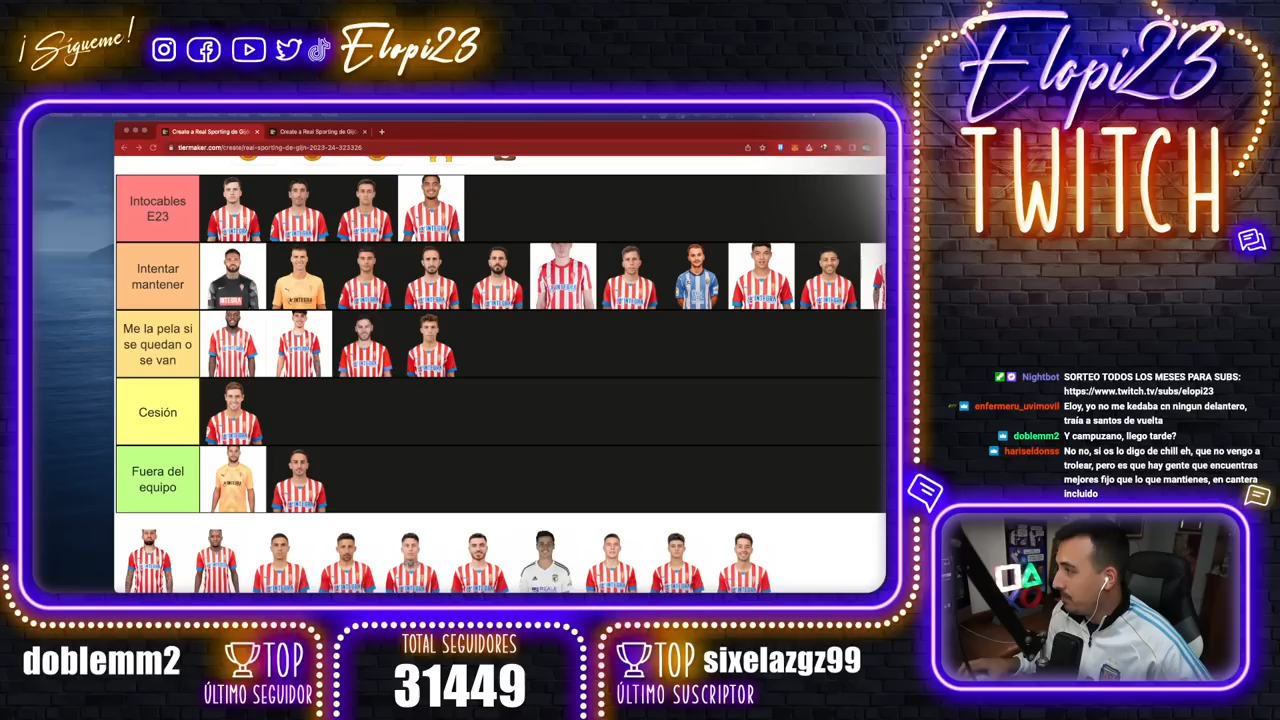 ¡Sígueme!
Elopi23
Elopi23
TWITCH
Create a Real Sporting de Gijó
Create a Real Sporting de Gijó
tiermaker.com/create/real-sporting-de-gijn-2023-24-323326
Intocables
E23
Intentar
mantener
Me la pela si
se quedan o
se van
Cesión
Fuera del
equipo
Nightbot SORTEO TODOS LOS MESES PARA SUBS:
https://www.twitch.tv/subs/elopi23
enfermeru_uvimovil Eloy, yo no me kedaba cn ningun delantero,
traía a santos de vuelta
doblemm2 Y campuzano, llego tarde?
hariseldonss No no, si os lo digo de chill eh, que no vengo a
trolear, pero es que hay gente que encuentras
mejores fijo que lo que mantienes, en cantera
incluido
doblemm2
TOP
ÚLTIMO SEGUIDOR
TOTAL SEGUIDORES
31449
TOP
sixelazgz99
ÚLTIMO SUSCRIPTOR